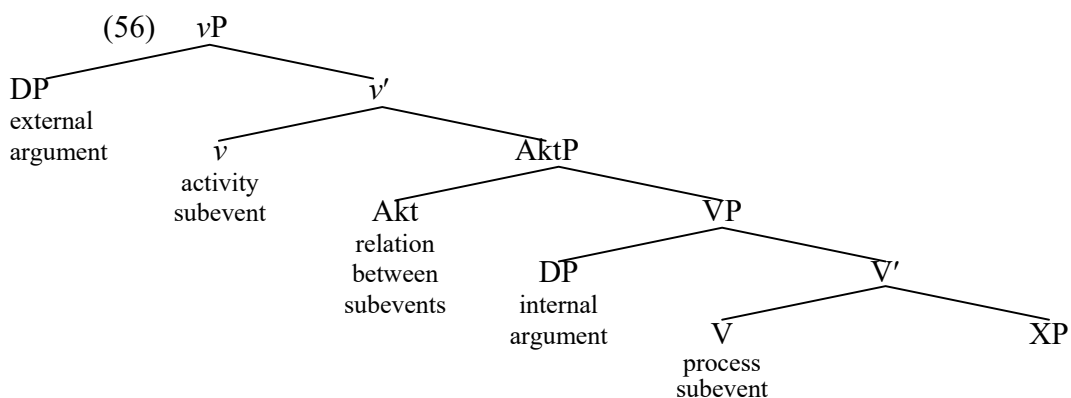 (56) vP
DP
v′
external
argument
v
AktP
activity
subevent
Akt
VP
relation
between
subevents
DP
V′
internal
argument
V
XP
process
subevent